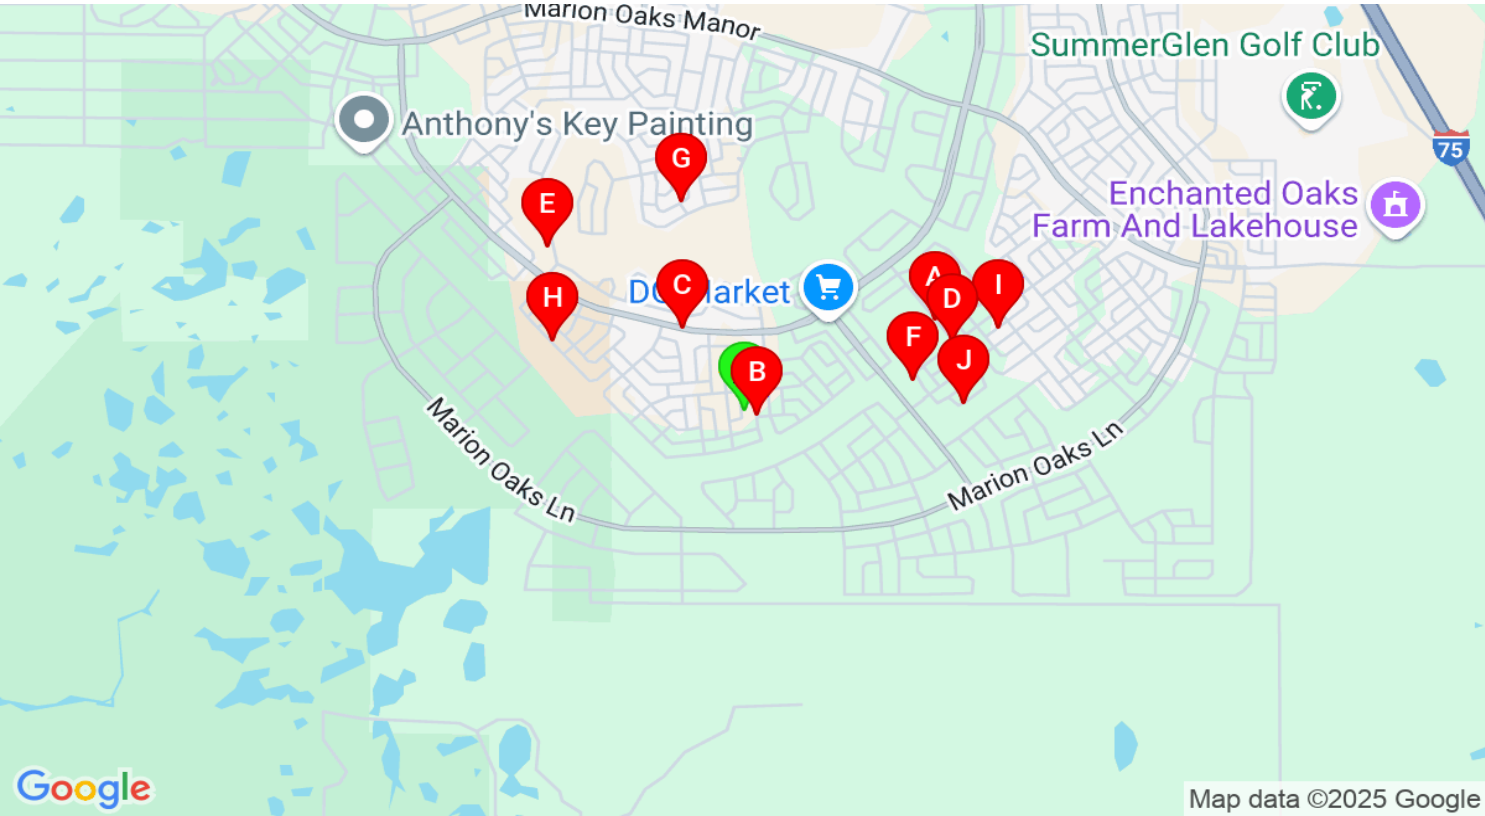 Marion Oaks Manor
SummerGlen Golf Club
Anthony's Key Painting
75
G
Enchanted Oaks
Farm And Lakehouse
E
A
I
C
D
H
Market
F
J
B
Marion Oaks Ln
Marion Oaks Ln
Google
Map data ©2025 Google